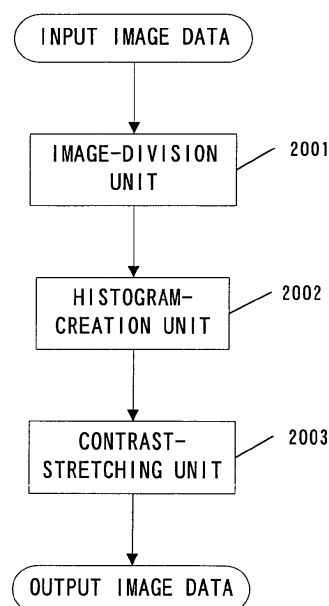 INPUT IMAGE DATA
IMAGE-DIVISION
UNIT
2001
HISTOGRAM-
CREATION UNIT
2002
CONTRAST-
STRETCHING UNIT
2003
OUTPUT IMAGE DATA